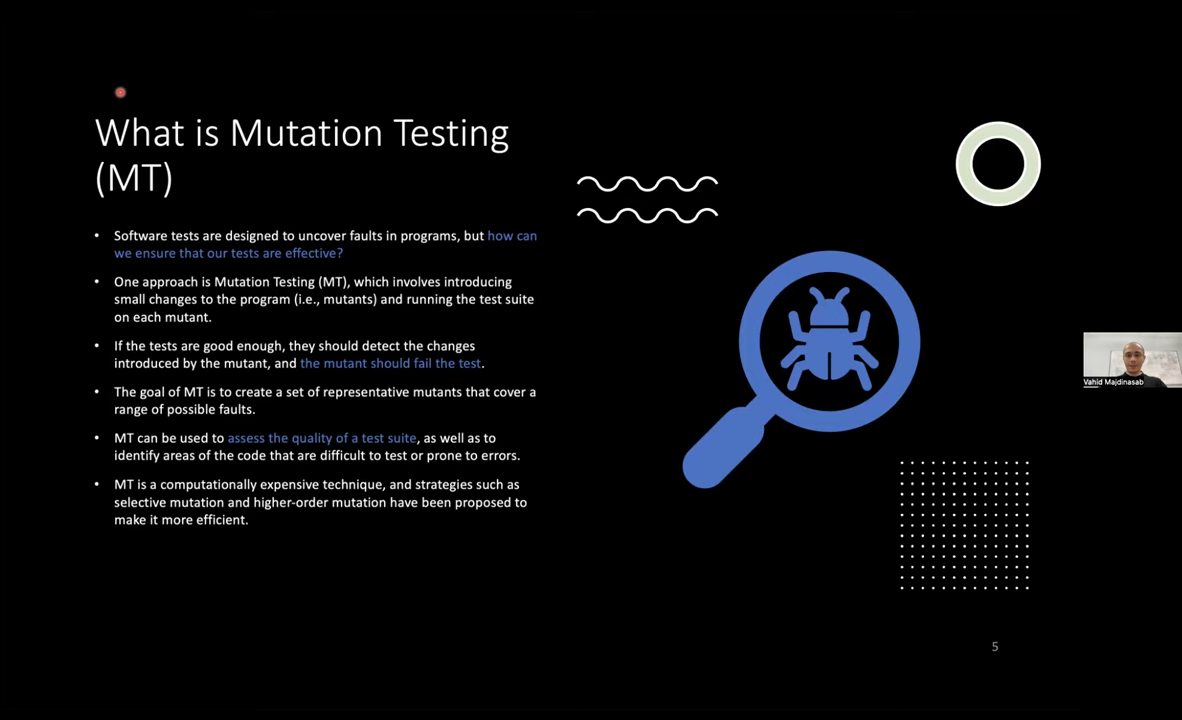 What is Mutation Testing
(MT)
• Software tests are designed to uncover faults in programs, but how can
we ensure that our tests are effective?
• One approach is Mutation Testing (MT), which involves introducing
small changes to the program (i.e., mutants) and running the test suite
on each mutant.
• If the tests are good enough, they should detect the changes
introduced by the mutant, and the mutant should fail the test.
• The goal of MT is to create a set of representative mutants that cover a
range of possible faults.
• MT can be used to assess the quality of a test suite, as well as to
identify areas of the code that are difficult to test or prone to errors.
• MT is a computationally expensive technique, and strategies such as
selective mutation and higher-order mutation have been proposed to
make it more efficient.
Vahid Majdinasab
5